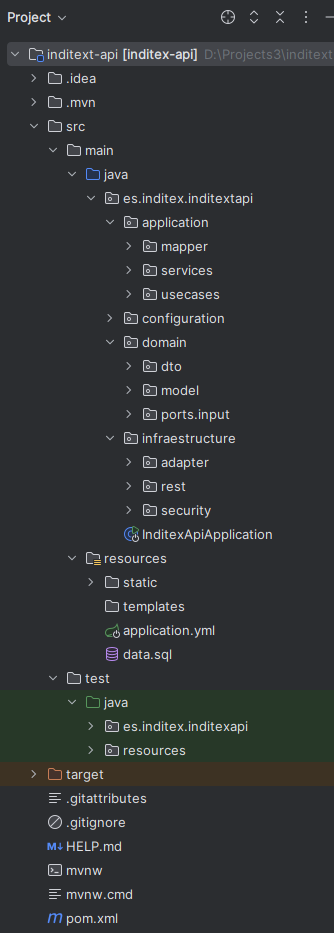 Project
inditext-api [inditex-api] D:\Projects3\inditext
.idea
.mvn
src
main
java
es.inditex.inditextapi
application
mapper
services
usecases
configuration
domain
dto
model
ports.input
infraestructure
adapter
rest
security
InditexApiApplication
resources
static
templates
application.yml
data.sql
test
java
es.inditex.inditexapi
resources
target
.gitattributes
.gitignore
M↓ HELP.md
mvnw
mvnw.cmd
m pom.xml